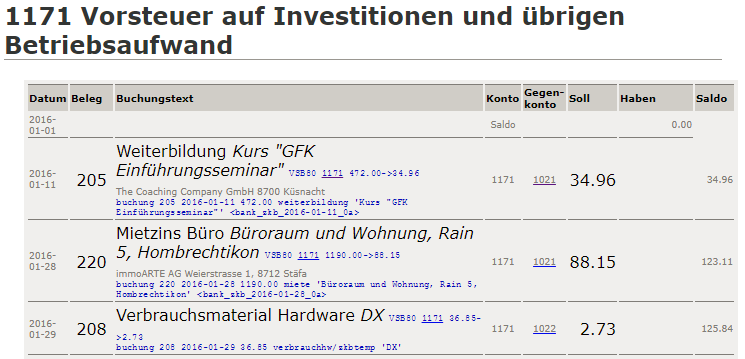 1171 Vorsteuer auf Investitionen und übrigen
Betriebsaufwand
Datum Beleg Buchungstext Konto Gegen-konto Soll Haben Saldo
2016-01-01 Saldo 0.00
Weiterbildung Kurs "GFK
Einführungsseminar" VSB80 1171 472.00->34.96
2016-01-11 205 1171 1021 34.96 34.96
The Coaching Company GmbH 8700 Küsnacht
buchung 205 2016-01-11 472.00 weiterbildung 'Kurs "GFK
Einführungsseminar"' <bank_zkb_2016-01-11_0a>
Mietzins Büro Büroraum und Wohnung, Rain
5, Hombrechtikon VSB80 1171 1190.00->88.15
2016-01-28 220 1171 1021 88.15 123.11
immoARTE AG Weierstrasse 1, 8712 Stäfa
buchung 220 2016-01-28 1190.00 miete 'Büroraum und Wohnung, Rain 5,
Hombrechtikon' <bank_zkb_2016-01-28_0a>
Verbrauchsmaterial Hardware DX VSB80 1171 36.85-
>2.73
2016-01-29 208 1171 1022 2.73 125.84
buchung 208 2016-01-29 36.85 verbrauchhw/zkbtemp 'DX'